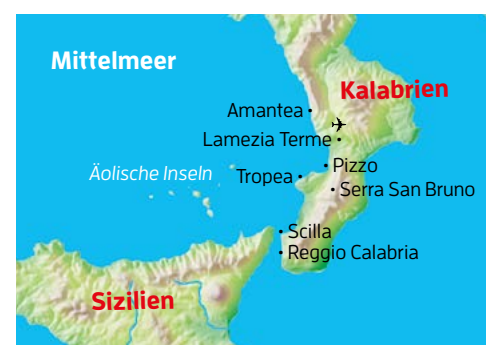 Mittelmeer
Kalabrien
Amantea
Lamezia Terme
Pizzo
Äolische Inseln
Tropea
Serra San Bruno
Scilla
Reggio Calabria
Sizilien